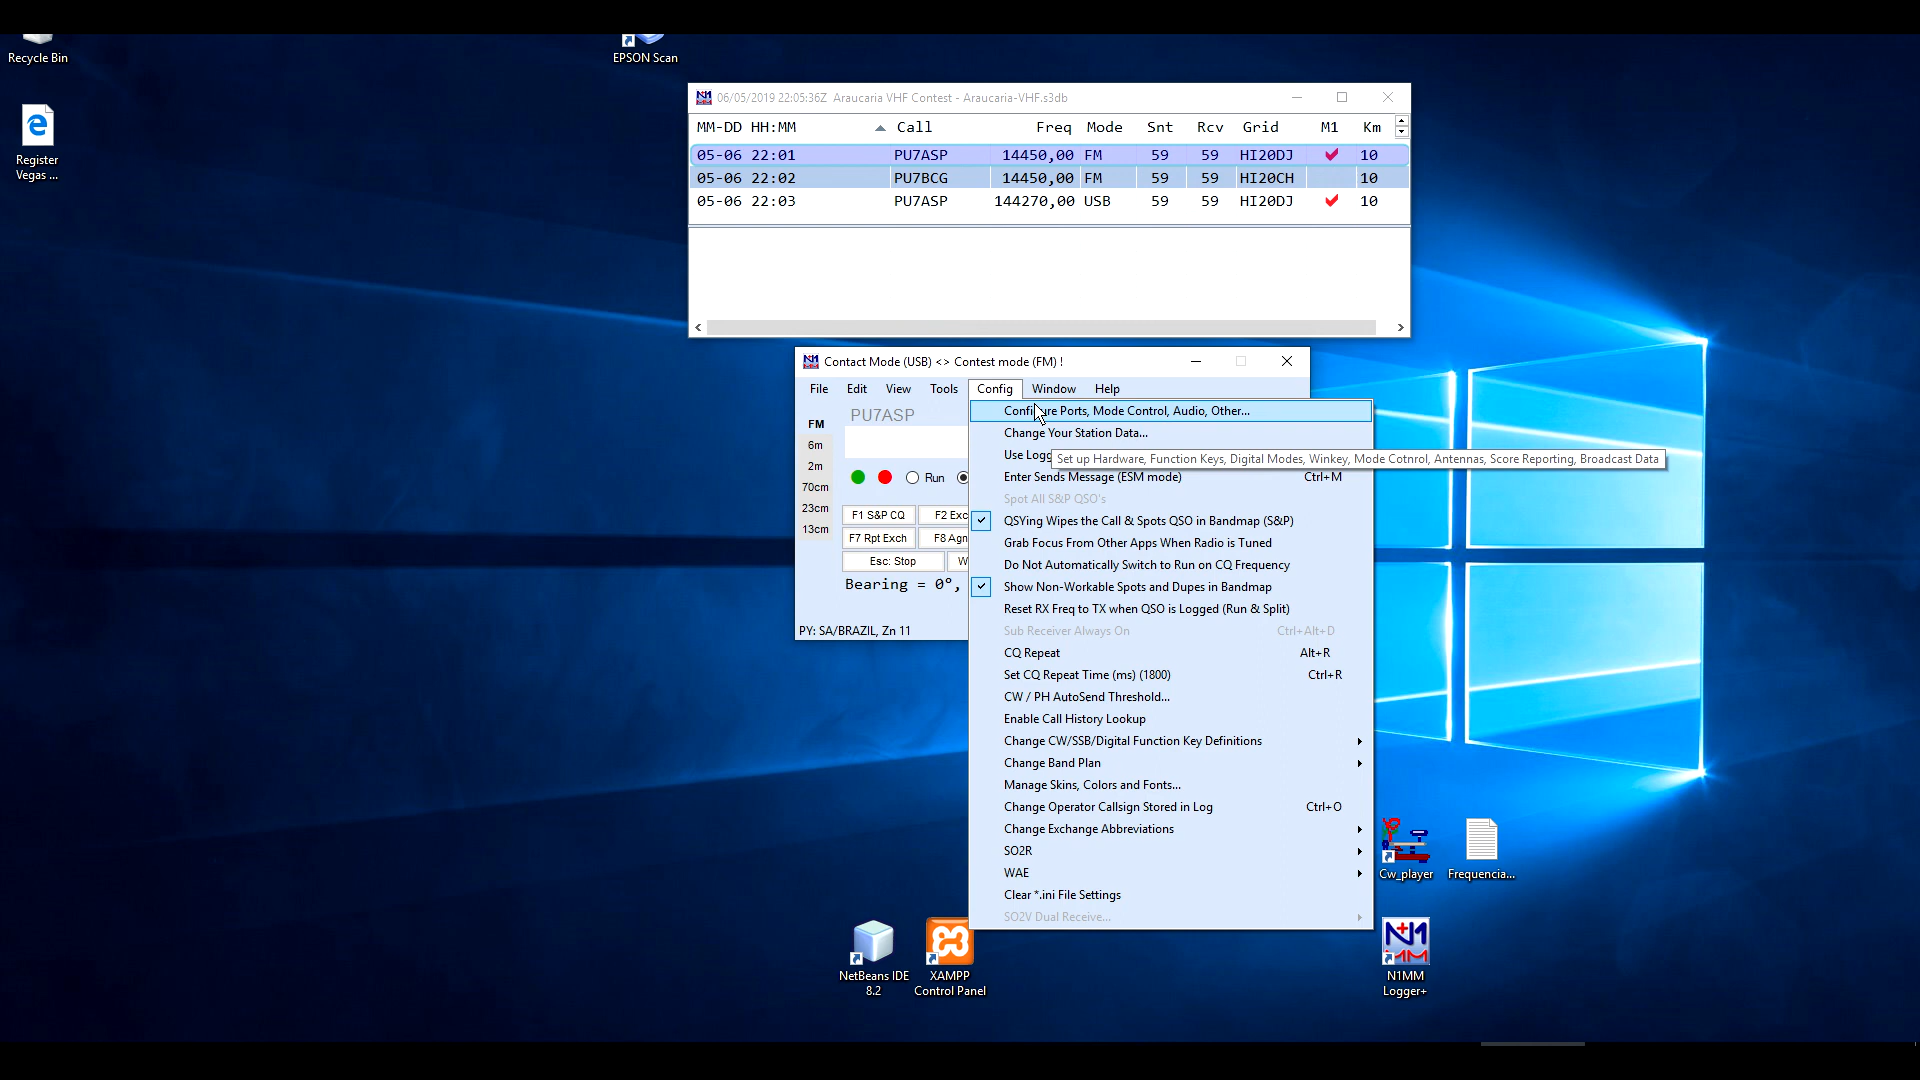 Recycle Bin
EPSON Scan
Register
Vegas ...
N1 06/05/2019 22:05:36Z Araucaria VHF Contest - Araucaria-VHF.s3db
MM-DD HH:MM Call Freq Mode Snt Rcv Grid M1 Km
05-06 22:01 PU7ASP 14450,00 FM 59 59 HI20DJ 10
05-06 22:02 PU7BCG 14450,00 FM 59 59 HI20CH 10
05-06 22:03 PU7ASP 144270,00 USB 59 59 HI20DJ 10
Contact Mode (USB) <> Contest mode (FM) !
File Edit View Tools Config Window Help
PU7ASP
FM
6m
2m
70cm
23cm
13cm
Run
F1 S&P CQ F2 Exc
F7 Rpt Exch F8 Agn
Esc: Stop W
Bearing = 0°,
PY: SA/BRAZIL, Zn 11
Configure Ports, Mode Control, Audio, Other...
Change Your Station Data...
Use Logg
Set up Hardware, Function Keys, Digital Modes, Winkey, Mode Cotnrol, Antennas, Score Reporting, Broadcast Data
Enter Sends Message (ESM mode) Ctrl+M
Spot All S&P QSO's
QSYing Wipes the Call & Spots QSO in Bandmap (S&P)
Grab Focus From Other Apps When Radio is Tuned
Do Not Automatically Switch to Run on CQ Frequency
Show Non-Workable Spots and Dupes in Bandmap
Reset RX Freq to TX when QSO is Logged (Run & Split)
Sub Receiver Always On Ctrl+Alt+D
CQ Repeat Alt+R
Set CQ Repeat Time (ms) (1800) Ctrl+R
CW / PH AutoSend Threshold...
Enable Call History Lookup
Change CW/SSB/Digital Function Key Definitions
Change Band Plan
Manage Skins, Colors and Fonts...
Change Operator Callsign Stored in Log Ctrl+O
Change Exchange Abbreviations
SO2R
WAE
Clear *.ini File Settings
SO2V Dual Receive...
Cw_player
Frequencia...
NetBeans IDE
8.2
XAMPP
Control Panel
N1MM
N1MM
Logger+